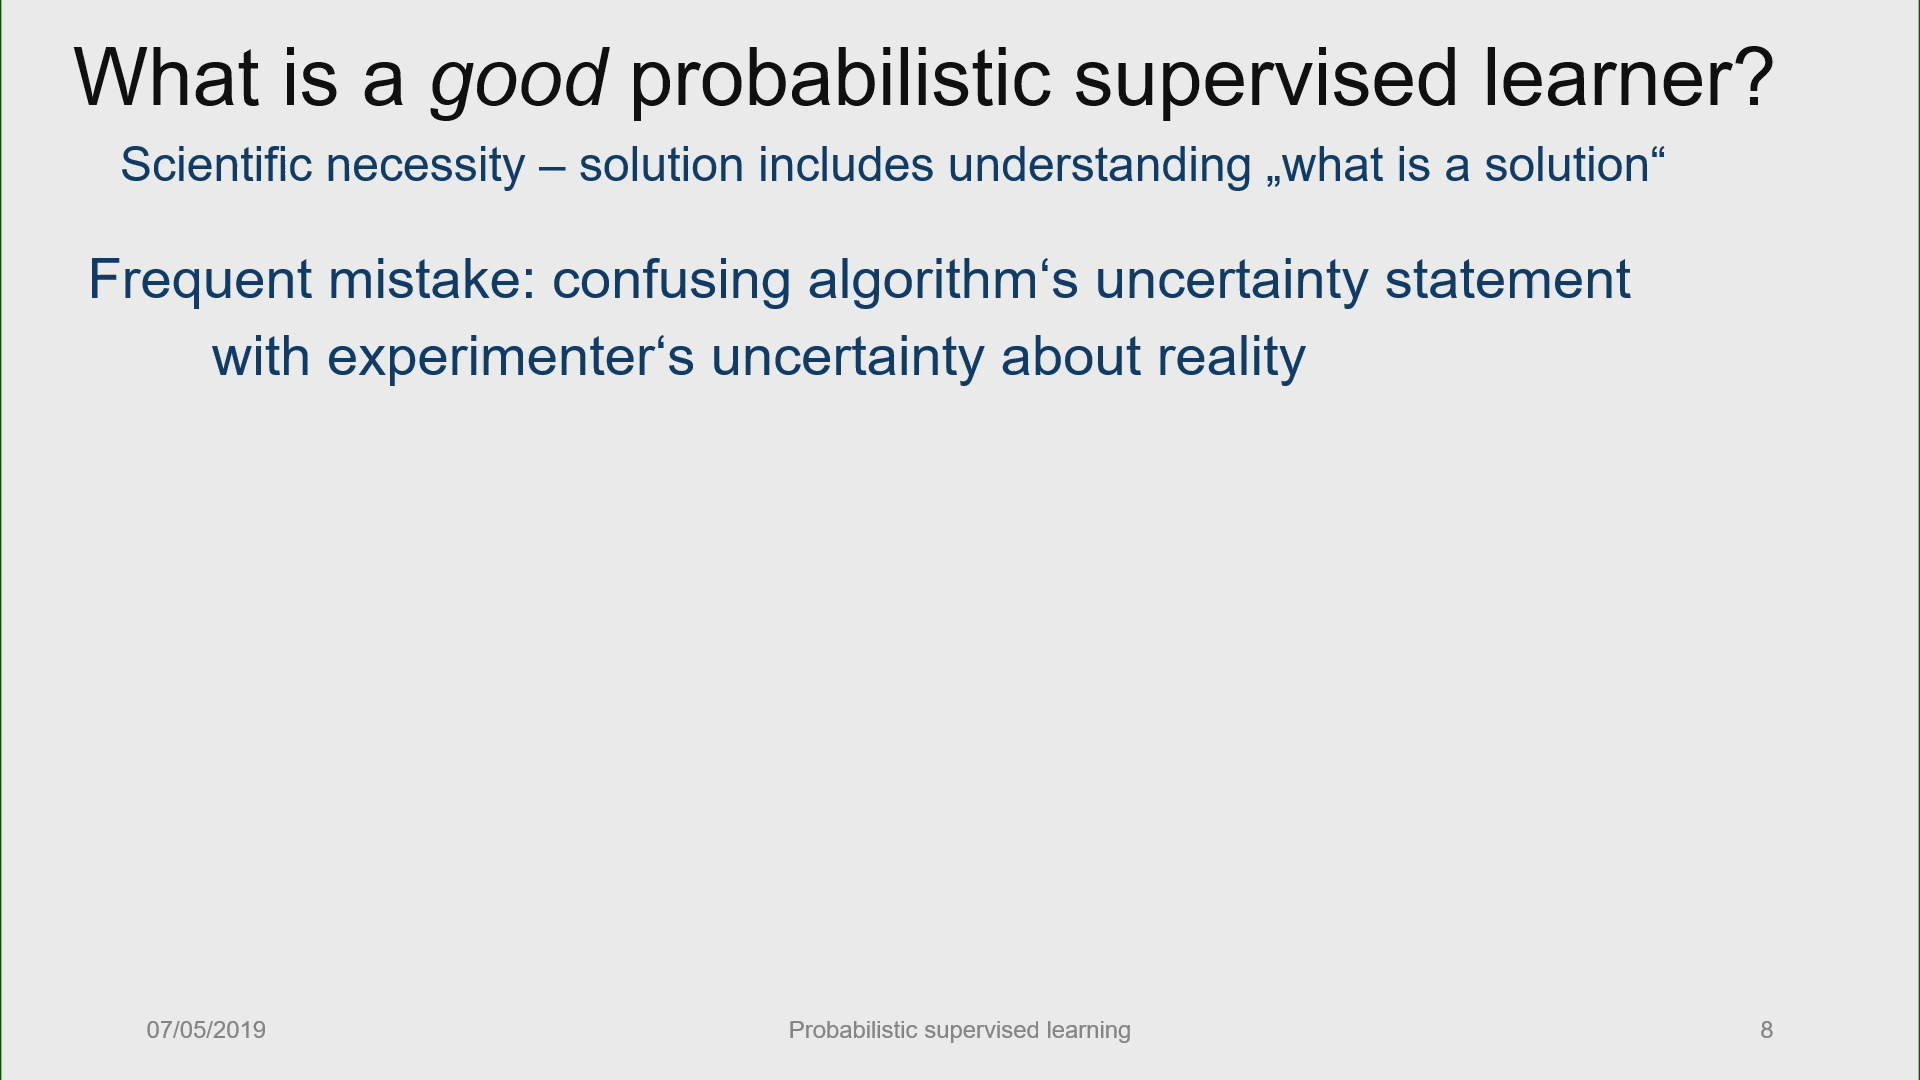 What is a good probabilistic supervised learner?
Scientific necessity – solution includes understanding „what is a solution“
Frequent mistake: confusing algorithm‘s uncertainty statement
with experimenter‘s uncertainty about reality
07/05/2019
Probabilistic supervised learning
8